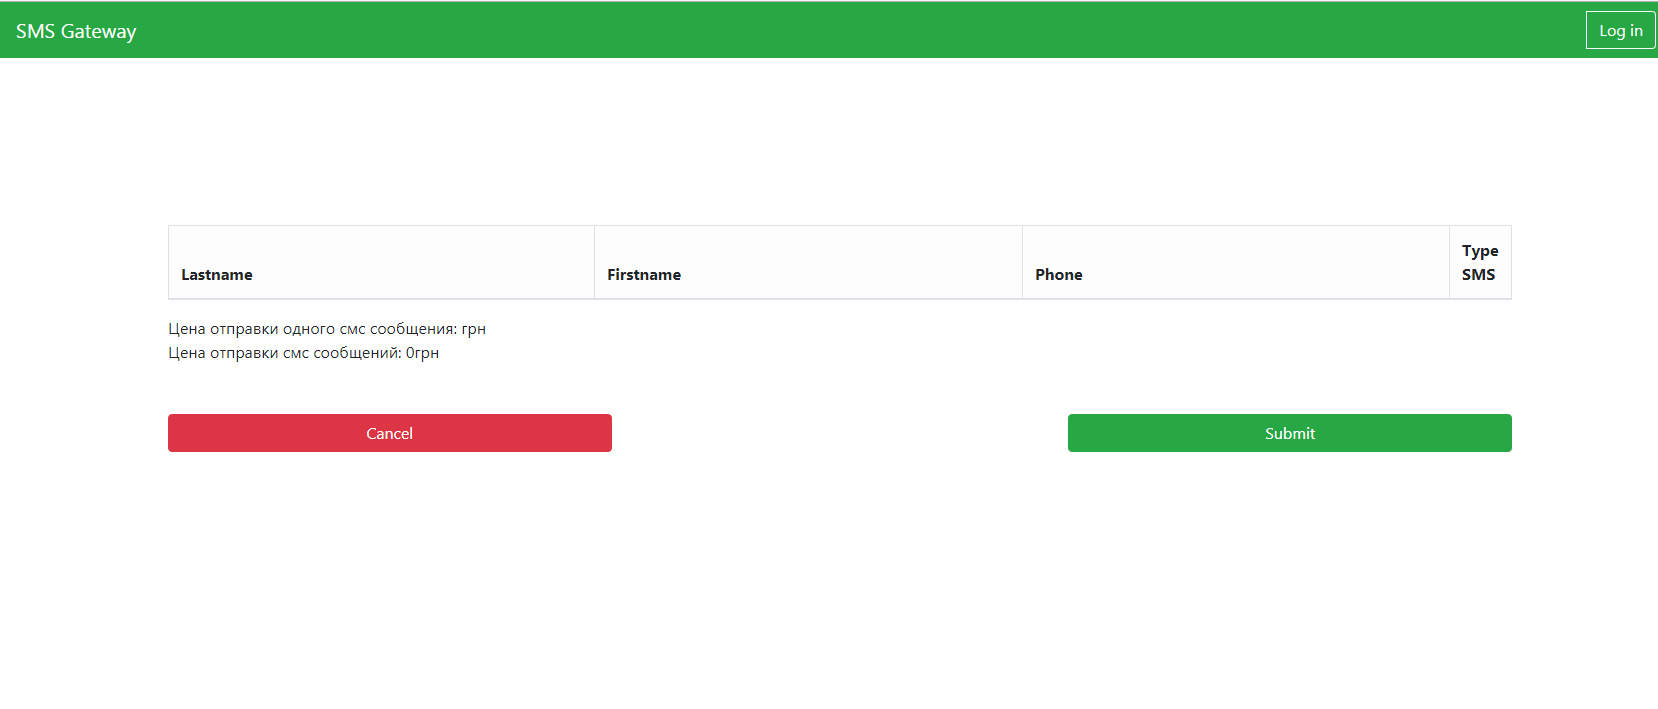 SMS Gateway
Log in
Lastname
Firstname
Phone
Type
SMS
Цена отправки одного смс сообщения: грн
Цена отправки смс сообщений: 0грн
Cancel
Submit